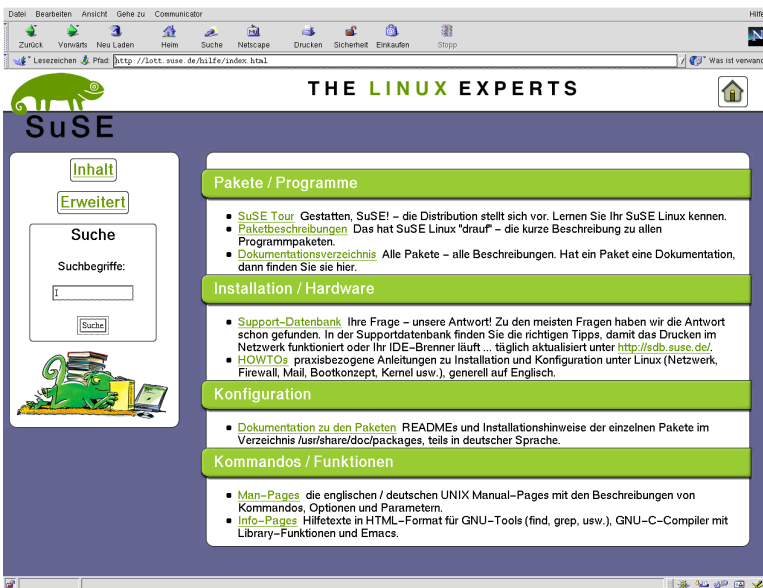 Datei Bearbeiten Ansicht Gehe zu Communicator Hilfe
Zurück Vorwärts Neu Laden Heim Suche Netscape Drucken Sicherheit Einkaufen Stopp
N
Lesezeichen Pfad: http://lott.suse.de/hilfe/index.html Was ist verwand
THE LINUX EXPERTS
SuSE
Inhalt
Erweitert
Suche
Suchbegriffe:
Suche
Pakete / Programme
SuSE Tour Gestatten, SuSE! – die Distribution stellt sich vor. Lernen Sie Ihr SuSE Linux kennen.
Paketbeschreibungen Das hat SuSE Linux "drauf" – die kurze Beschreibung zu allen
Programmpaketen.
Dokumentationsverzeichnis Alle Pakete – alle Beschreibungen. Hat ein Paket eine Dokumentation,
dann finden Sie sie hier.
Installation / Hardware
Support–Datenbank Ihre Frage – unsere Antwort! Zu den meisten Fragen haben wir die Antwort
schon gefunden. In der Supportdatenbank finden Sie die richtigen Tipps, damit das Drucken im
Netzwerk funktioniert oder Ihr IDE–Brenner läuft ... täglich aktualisiert unter http://sdb.suse.de/.
HOWTOs praxisbezogene Anleitungen zu Installation und Konfiguration unter Linux (Netzwerk,
Firewall, Mail, Bootkonzept, Kernel usw.), generell auf Englisch.
Konfiguration
Dokumentation zu den Paketen READMEs und Installationshinweise der einzelnen Pakete im
Verzeichnis /usr/share/doc/packages, teils in deutscher Sprache.
Kommandos / Funktionen
Man–Pages die englischen / deutschen UNIX Manual–Pages mit den Beschreibungen von
Kommandos, Optionen und Parametern.
Info–Pages Hilfetexte in HTML–Format für GNU–Tools (find, grep, usw.), GNU–C–Compiler mit
Library–Funktionen und Emacs.